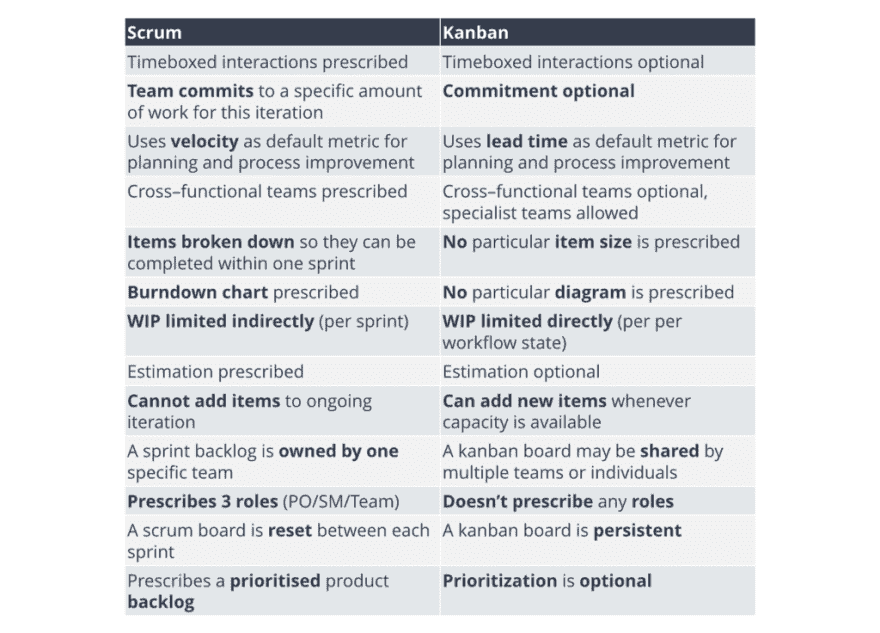 Scrum
Kanban
Timeboxed interactions prescribed
Timeboxed interactions optional
Team commits to a specific amount
of work for this iteration
Commitment optional
Uses velocity as default metric for
planning and process improvement
Uses lead time as default metric for
planning and process improvement
Cross–functional teams prescribed
Cross–functional teams optional,
specialist teams allowed
Items broken down so they can be
completed within one sprint
No particular item size is prescribed
Burndown chart prescribed
No particular diagram is prescribed
WIP limited indirectly (per sprint)
WIP limited directly (per per
workflow state)
Estimation prescribed
Estimation optional
Cannot add items to ongoing
iteration
Can add new items whenever
capacity is available
A sprint backlog is owned by one
specific team
A kanban board may be shared by
multiple teams or individuals
Prescribes 3 roles (PO/SM/Team)
Doesn’t prescribe any roles
A scrum board is reset between each
sprint
A kanban board is persistent
Prescribes a prioritised product
backlog
Prioritization is optional